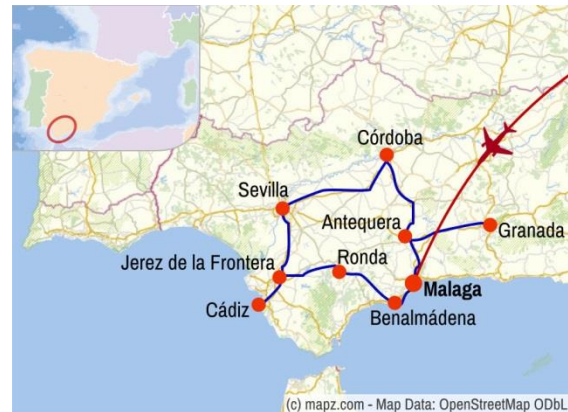 Córdoba
Sevilla
Antequera
Granada
Jerez de la Frontera
Ronda
Malaga
Cádiz
Benalmádena
(c) mapz.com - Map Data: OpenStreetMap ODbL